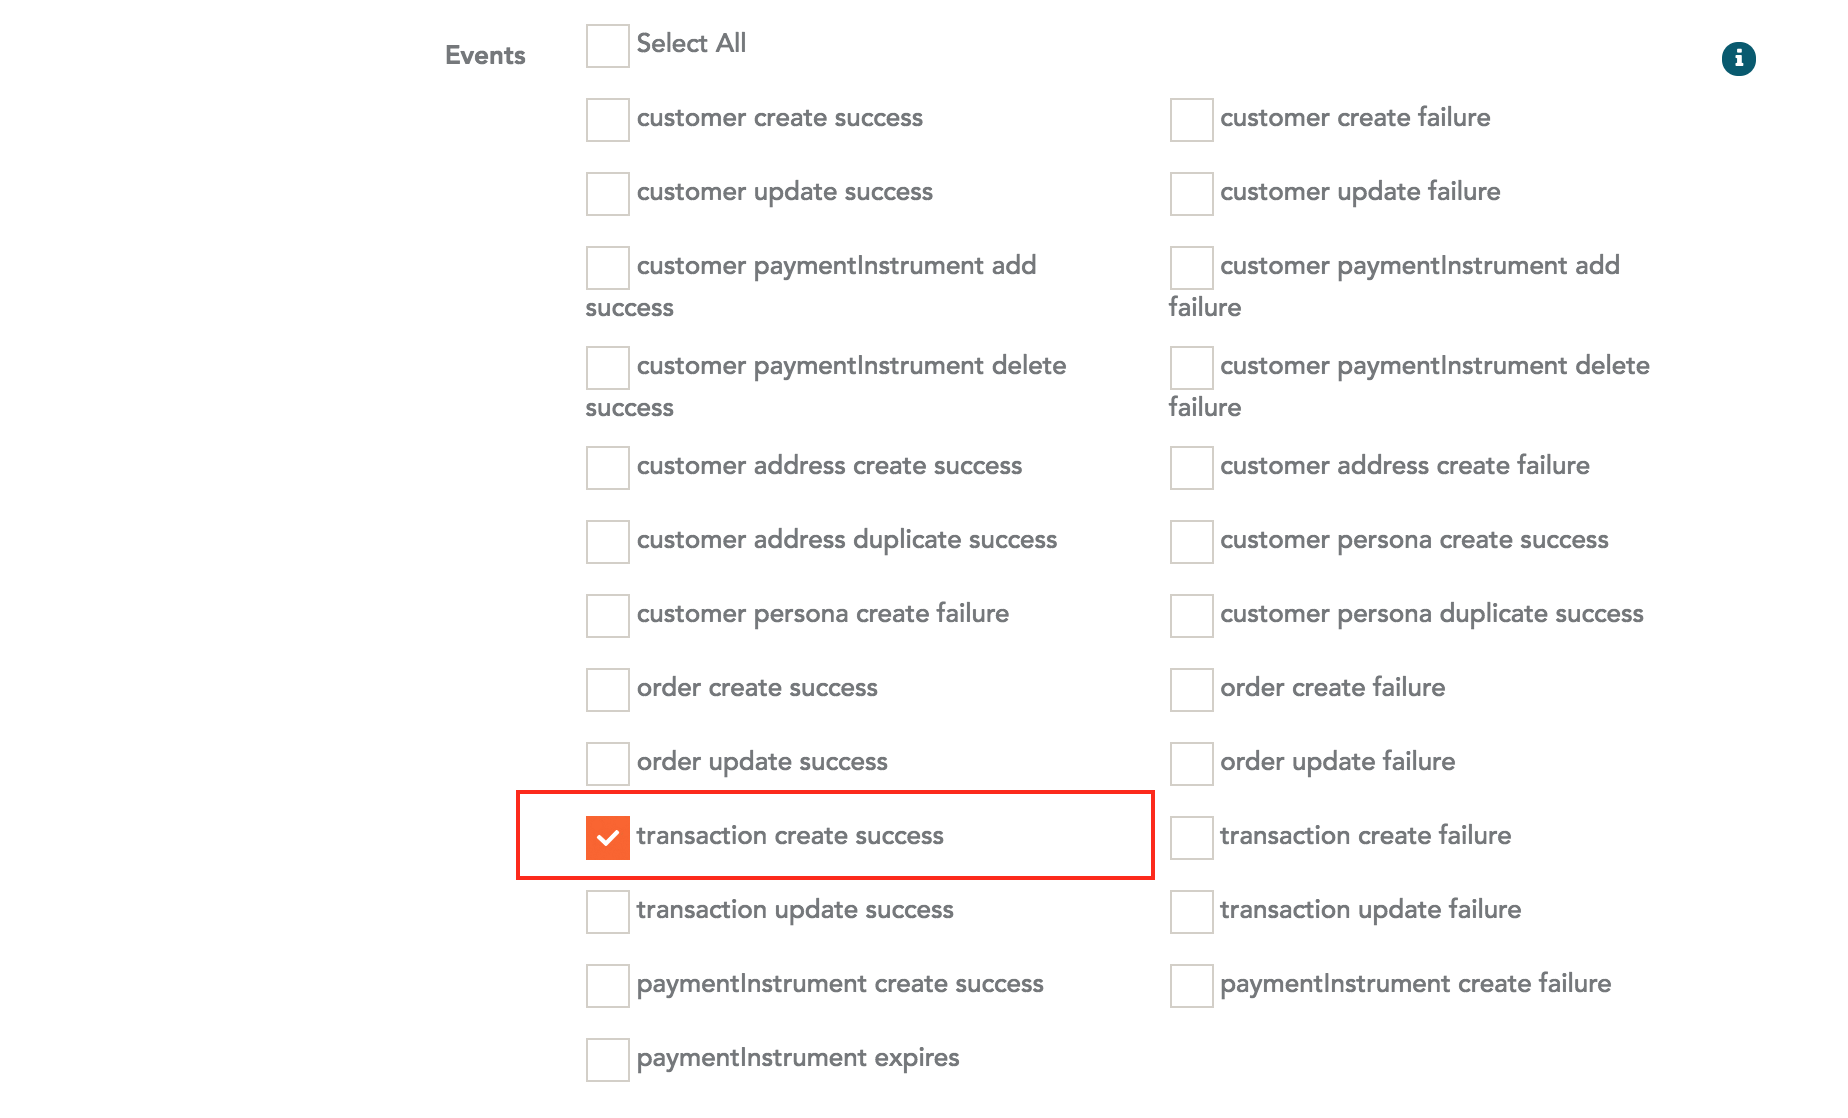 Events
Select All
customer create success
customer create failure
customer update success
customer update failure
customer paymentInstrument add
success
customer paymentInstrument add
failure
customer paymentInstrument delete
success
customer paymentInstrument delete
failure
customer address create success
customer address create failure
customer address duplicate success
customer persona create success
customer persona create failure
customer persona duplicate success
order create success
order create failure
order update success
order update failure
transaction create success
transaction create failure
transaction update success
transaction update failure
paymentInstrument create success
paymentInstrument create failure
paymentInstrument expires